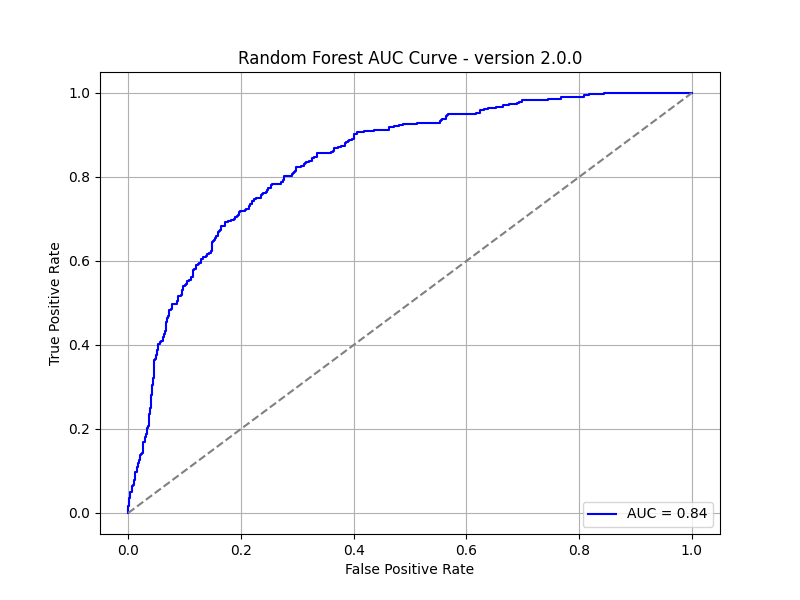 Random Forest AUC Curve - version 2.0.0
True Positive Rate
1.0
0.8
0.6
0.4
0.2
0.0
AUC = 0.84
0.0 0.2 0.4 0.6 0.8 1.0
False Positive Rate